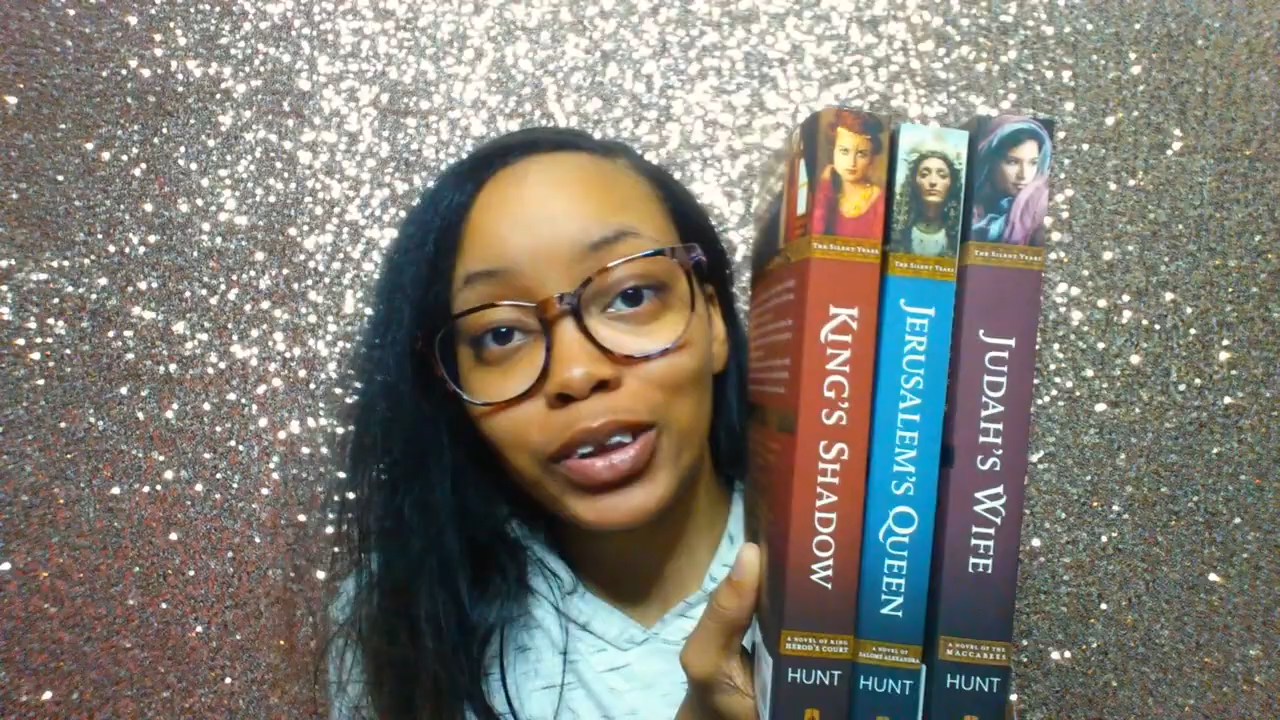 THE SILENT YEARS
KING'S SHADOW
A NOVEL OF KING
HEROD'S COURT
HUNT
THE SILENT YEARS
JERUSALEM'S QUEEN
A NOVEL OF
SALOME ALEXANDRA
HUNT
THE SILENT YEARS
JUDAH'S WIFE
A NOVEL OF THE
MACCABEES
HUNT